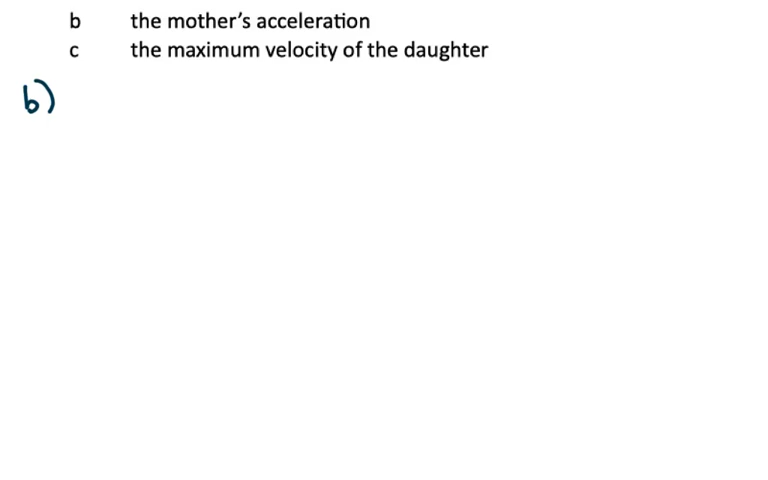 b the mother’s acceleration
c the maximum velocity of the daughter
b)